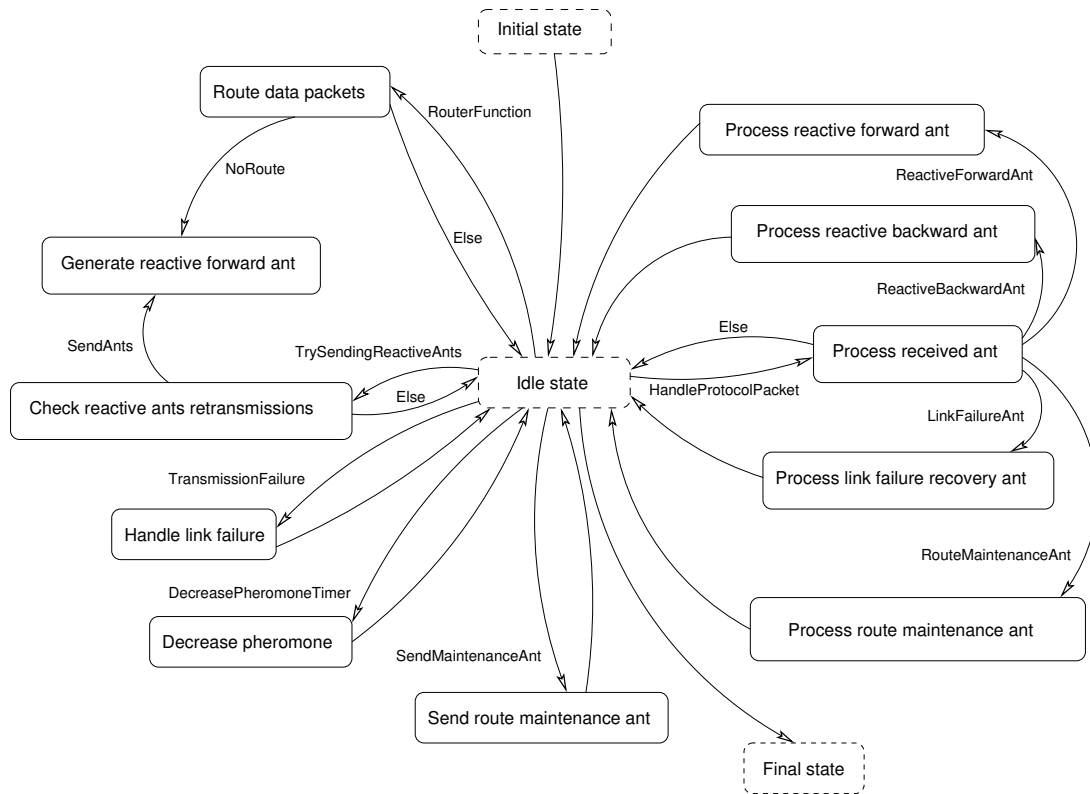 Initial state
Route data packets
RouterFunction
Process reactive forward ant
NoRoute
ReactiveForwardAnt
Process reactive backward ant
Else
Generate reactive forward ant
ReactiveBackwardAnt
Else
SendAnts
TrySendingReactiveAnts
Process received ant
Idle state
HandleProtocolPacket
Else
Check reactive ants retransmissions
LinkFailureAnt
Process link failure recovery ant
TransmissionFailure
Handle link failure
RouteMaintenanceAnt
DecreasePheromoneTimer
Process route maintenance ant
Decrease pheromone
SendMaintenanceAnt
Send route maintenance ant
Final state